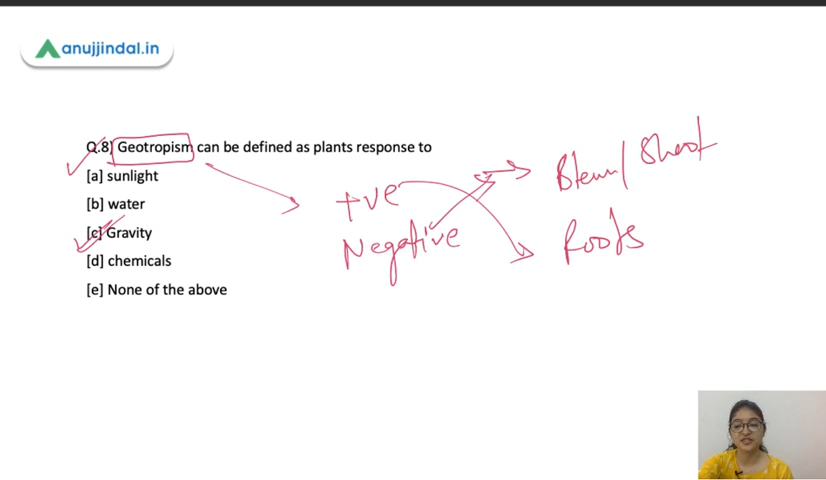 anujjindal.in
Q.8) Geotropism can be defined as plants response to
[a] sunlight
[b] water
[c] Gravity
[d] chemicals
[e] None of the above
+ve
Negative
Stem/Shoot
Roots